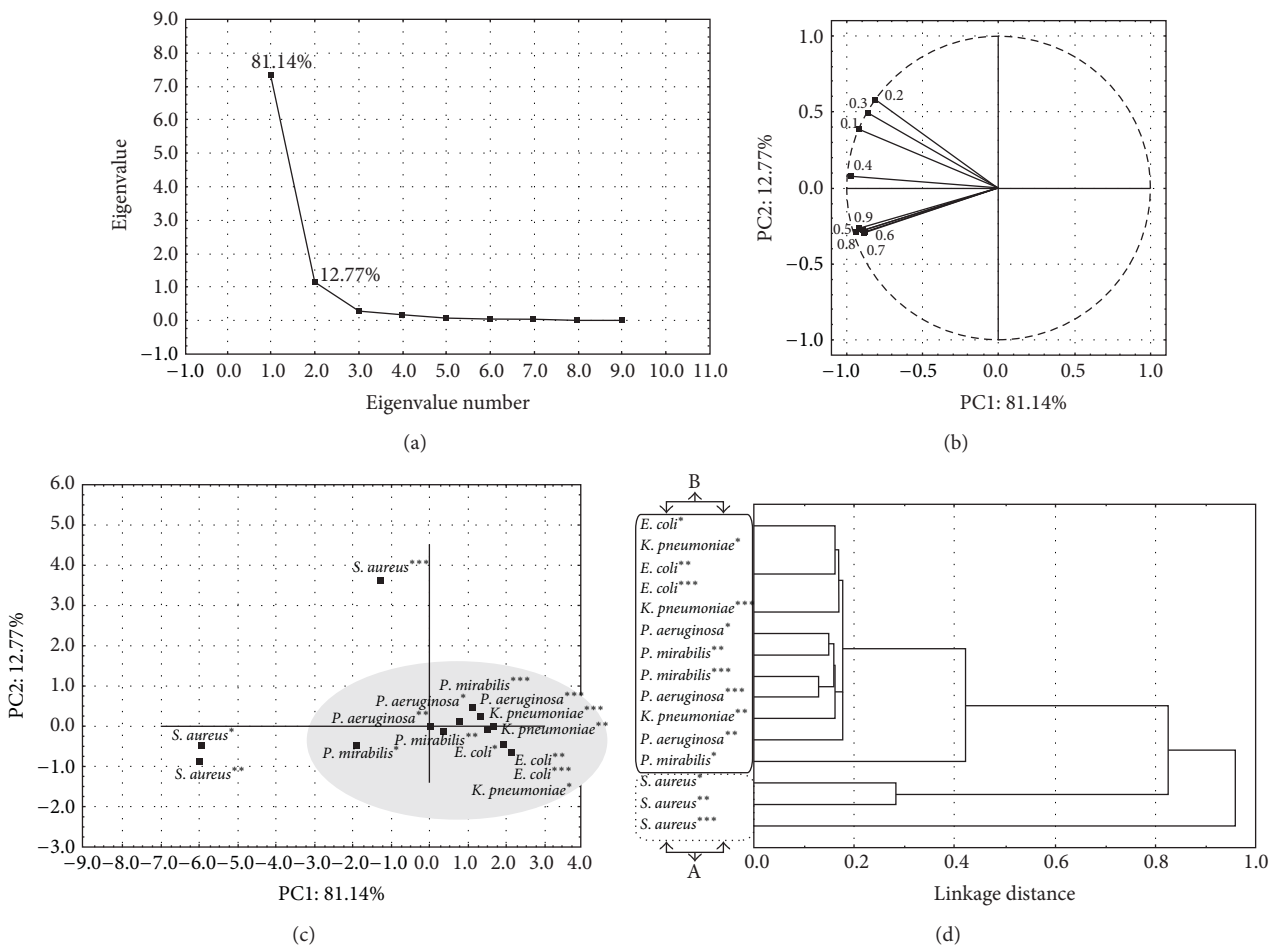 9.0
8.0
7.0
6.0
5.0
4.0
3.0
2.0
1.0
0.0
−1.0
81.14%
12.77%
Eigenvalue
−1.0 0.0 1.0 2.0 3.0 4.0 5.0 6.0 7.0 8.0 9.0 10.0 11.0
Eigenvalue number
(a)
1.0
0.5
0.0
−0.5
−1.0
PC2: 12.77%
0.2
0.3
0.1
0.4
0.9
0.5
0.6
0.8
0.7
−1.0 −0.5 0.0 0.5 1.0
PC1: 81.14%
(b)
6.0
5.0
4.0
3.0
2.0
1.0
0.0
−1.0
−2.0
−3.0
PC2: 12.77%
S. aureus***
P. mirabilis***
P. aeruginosa*
P. aeruginosa***
K. pneumoniae***
P. aeruginosa**
K. pneumoniae**
S. aureus*
P. mirabilis**
P. mirabilis*
E. coli*
E. coli**
S. aureus**
E. coli***
K. pneumoniae*
−9.0−8.0−7.0−6.0−5.0−4.0−3.0−2.0−1.0 0.0 1.0 2.0 3.0 4.0
PC1: 81.14%
(c)
B
E. coli*
K. pneumoniae*
E. coli**
E. coli***
K. pneumoniae***
P. aeruginosa*
P. mirabilis**
P. mirabilis***
P. aeruginosa***
K. pneumoniae**
P. aeruginosa**
P. mirabilis*
S. aureus*
S. aureus**
S. aureus***
A
0.0 0.2 0.4 0.6 0.8 1.0
Linkage distance
(d)